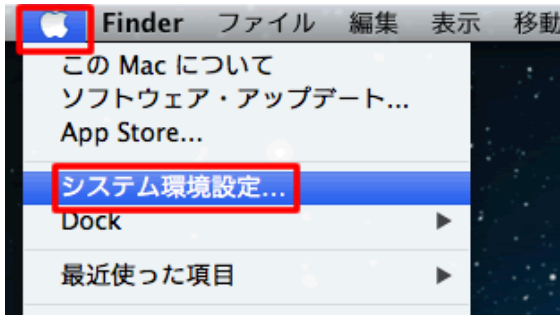 Finder ファイル 編集 表示 移動
この Mac について
ソフトウェア・アップデート...
App Store...
システム環境設定...
Dock
最近使った項目